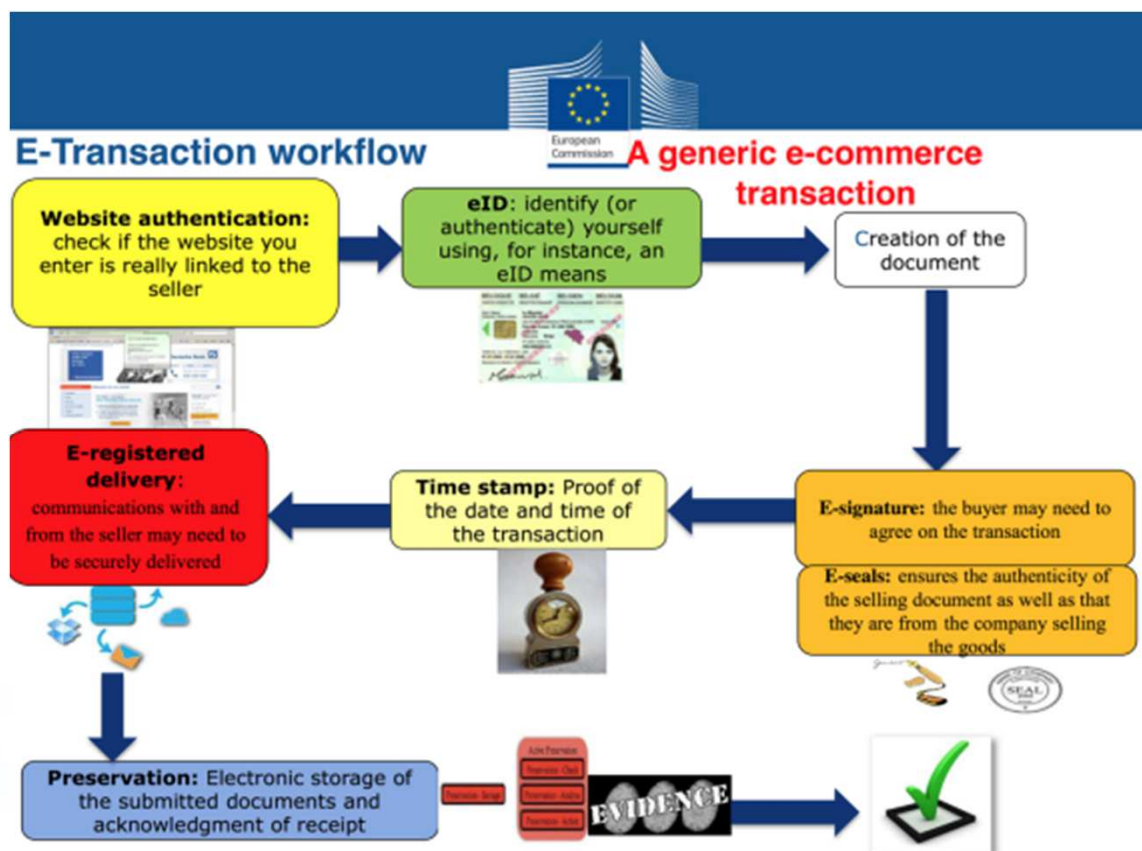 European
Commission
E-Transaction workflow
A generic e-commerce
transaction
Website authentication:
check if the website you
enter is really linked to the
seller
eID: identify (or
authenticate) yourself
using, for instance, an
eID means
Creation of the
document
E-registered
delivery:
communications with and
from the seller may need to
be securely delivered
Time stamp: Proof of
the date and time of
the transaction
E-signature: the buyer may need to
agree on the transaction
E-seals: ensures the authenticity of
the selling document as well as that
they are from the company selling
the goods
SEAL
Preservation: Electronic storage of
the submitted documents and
acknowledgment of receipt
EVIDENCE